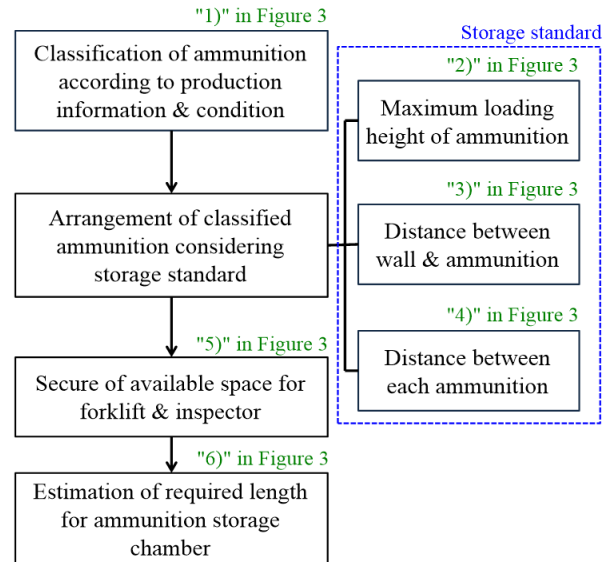 "1)" in Figure 3
Classification of ammunition
according to production
information & condition
Storage standard
"2)" in Figure 3
Maximum loading
height of ammunition
"3)" in Figure 3
Arrangement of classified
ammunition considering
storage standard
Distance between
wall & ammunition
"4)" in Figure 3
Distance between
each ammunition
"5)" in Figure 3
Secure of available space for
forklift & inspector
"6)" in Figure 3
Estimation of required length
for ammunition storage
chamber